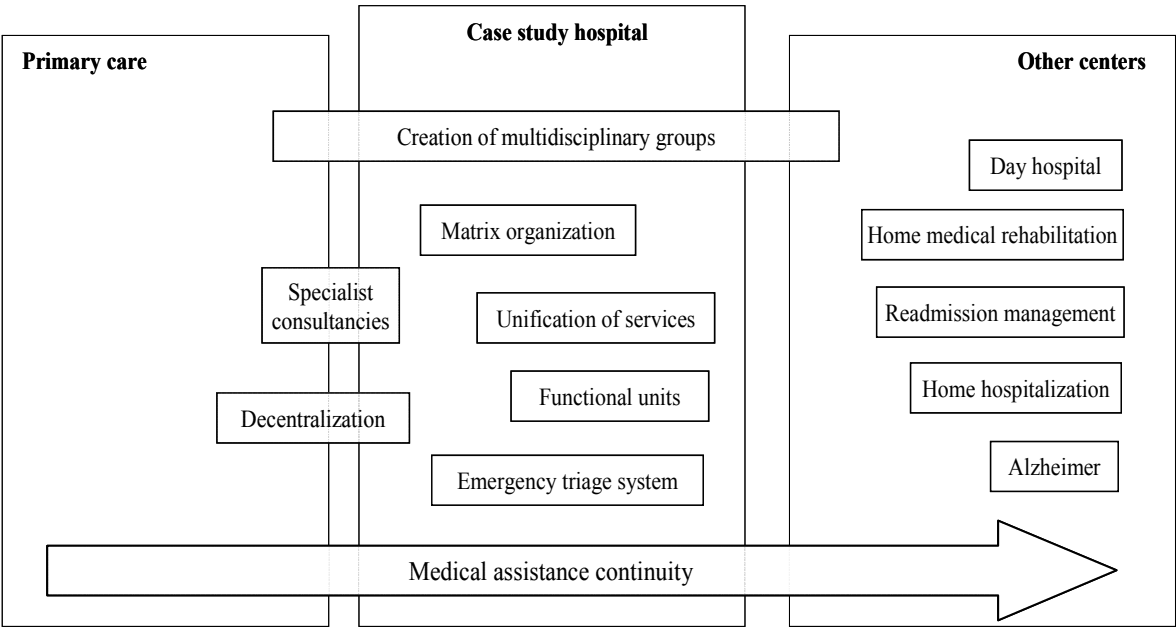 Case study hospital
Primary care
Other centers
Creation of multidisciplinary groups
Day hospital
Matrix organization
Home medical rehabilitation
Specialist
consultancies
Unification of services
Readmission management
Functional units
Home hospitalization
Decentralization
Emergency triage system
Alzheimer
Medical assistance continuity